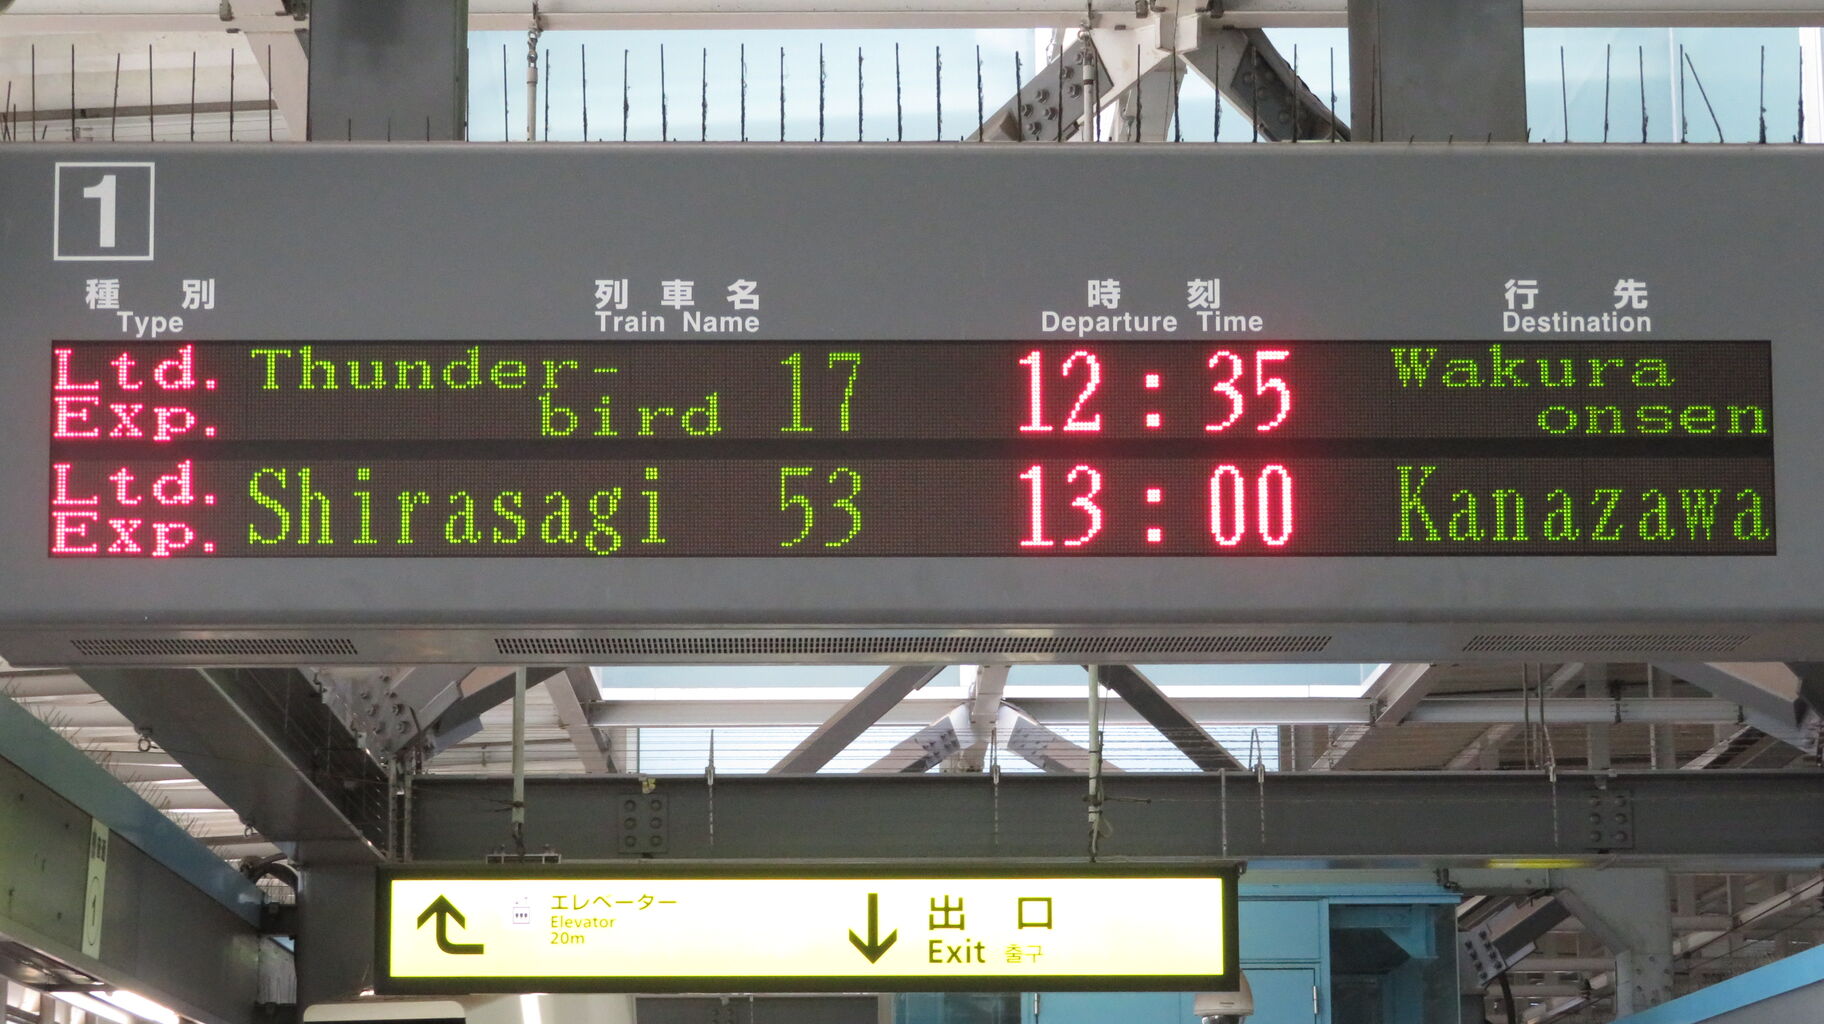 1
種別 列車名 時刻 行先
Type Train Name Departure Time Destination
Ltd. Exp. Thunder-bird 17 12:35 Wakura onsen
Ltd. Exp. Shirasagi 53 13:00 Kanazawa
エレベーター
Elevator
20m
出口
Exit 출구
1